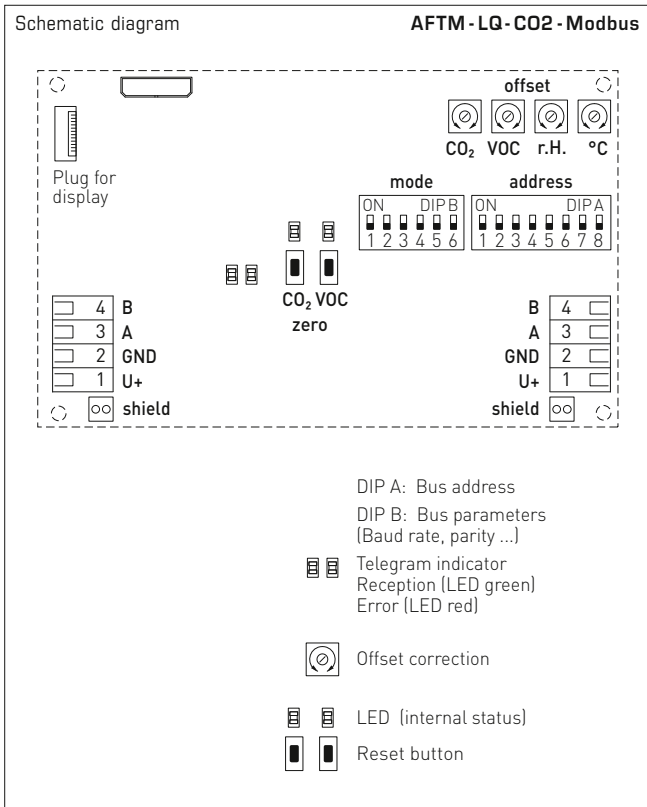 Schematic diagram AFTM - LQ - CO2 - Modbus
offset
CO₂ VOC r.H. °C
Plug for
display
mode address
ON DIP B ON DIP A
1 2 3 4 5 6 1 2 3 4 5 6 7 8
CO₂ VOC
zero
4 B B 4
3 A A 3
2 GND GND 2
1 U+ U+ 1
shield shield
DIP A: Bus address
DIP B: Bus parameters
(Baud rate, parity ...)
Telegram indicator
Reception (LED green)
Error (LED red)
Offset correction
LED (internal status)
Reset button